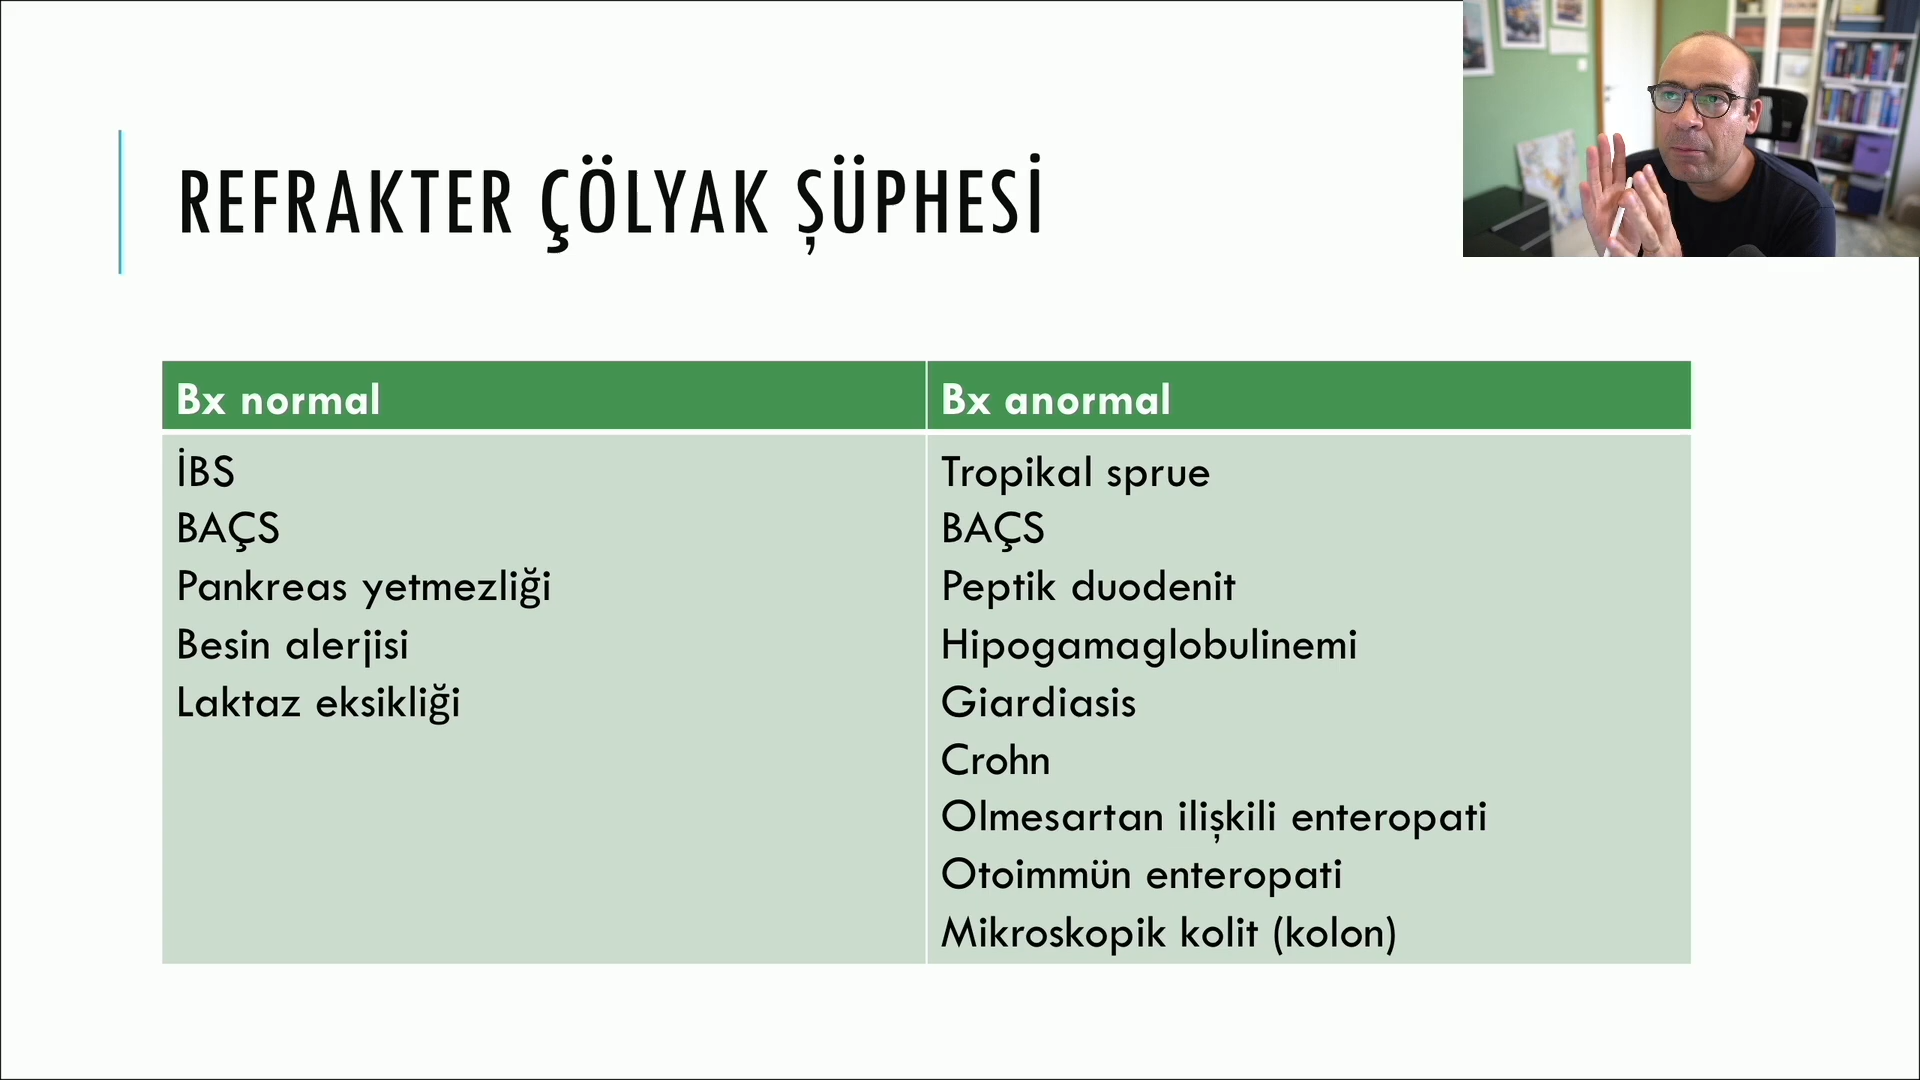 REFRAKTER ÇÖLYAK ŞÜPHESİ
Bx normal
İBS
BAÇS
Pankreas yetmezliği
Besin alerjisi
Laktaz eksikliği
Bx anormal
Tropikal sprue
BAÇS
Peptik duodenit
Hipogamaglobulinemi
Giardiasis
Crohn
Olmesartan ilişkili enteropati
Otoimmün enteropati
Mikroskopik kolit (kolon)